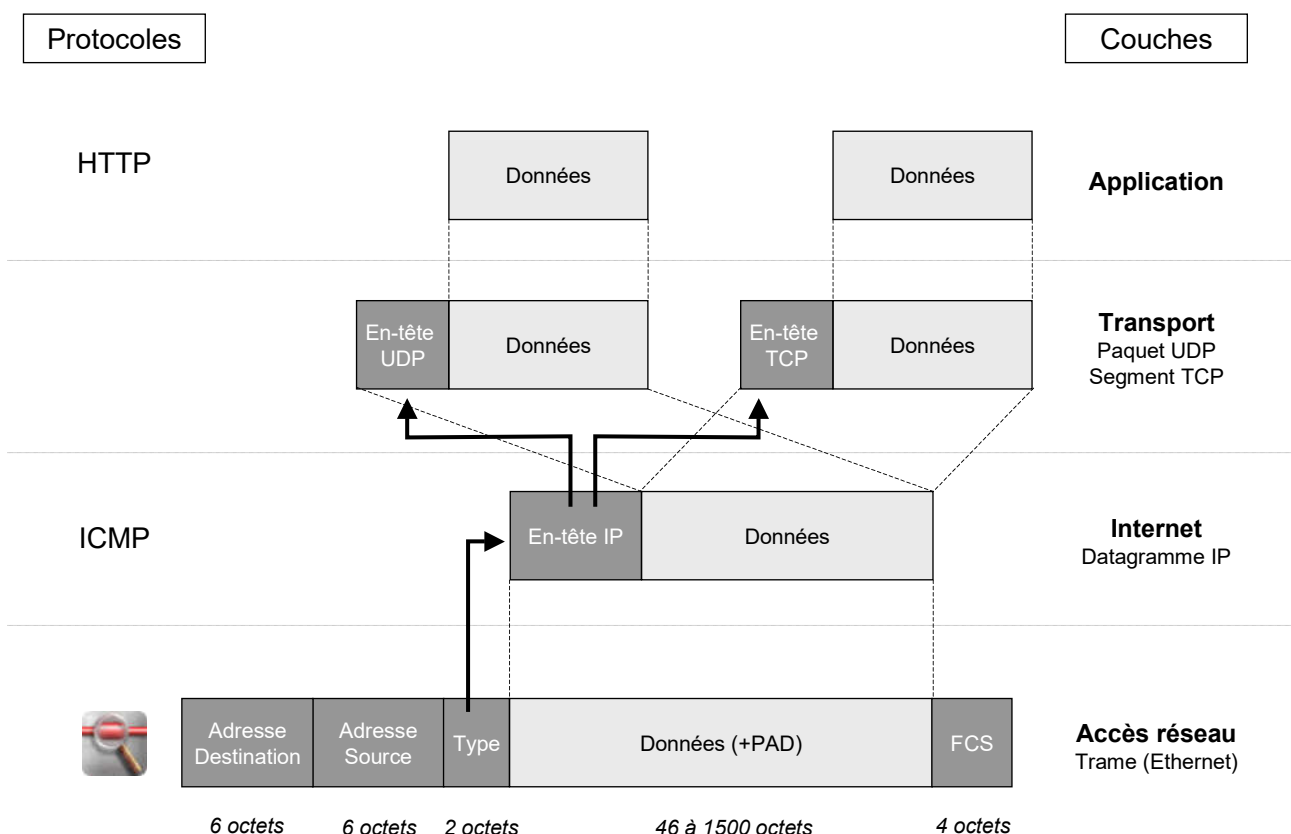 Protocoles
Couches
HTTP
Données
Données
Application
En-tête
UDP
Données
En-tête
TCP
Données
Transport
Paquet UDP
Segment TCP
ICMP
En-tête IP
Données
Internet
Datagramme IP
Adresse
Destination
Adresse
Source
Type
Données (+PAD)
FCS
Accès réseau
Trame (Ethernet)
6 octets
6 octets
2 octets
46 à 1500 octets
4 octets